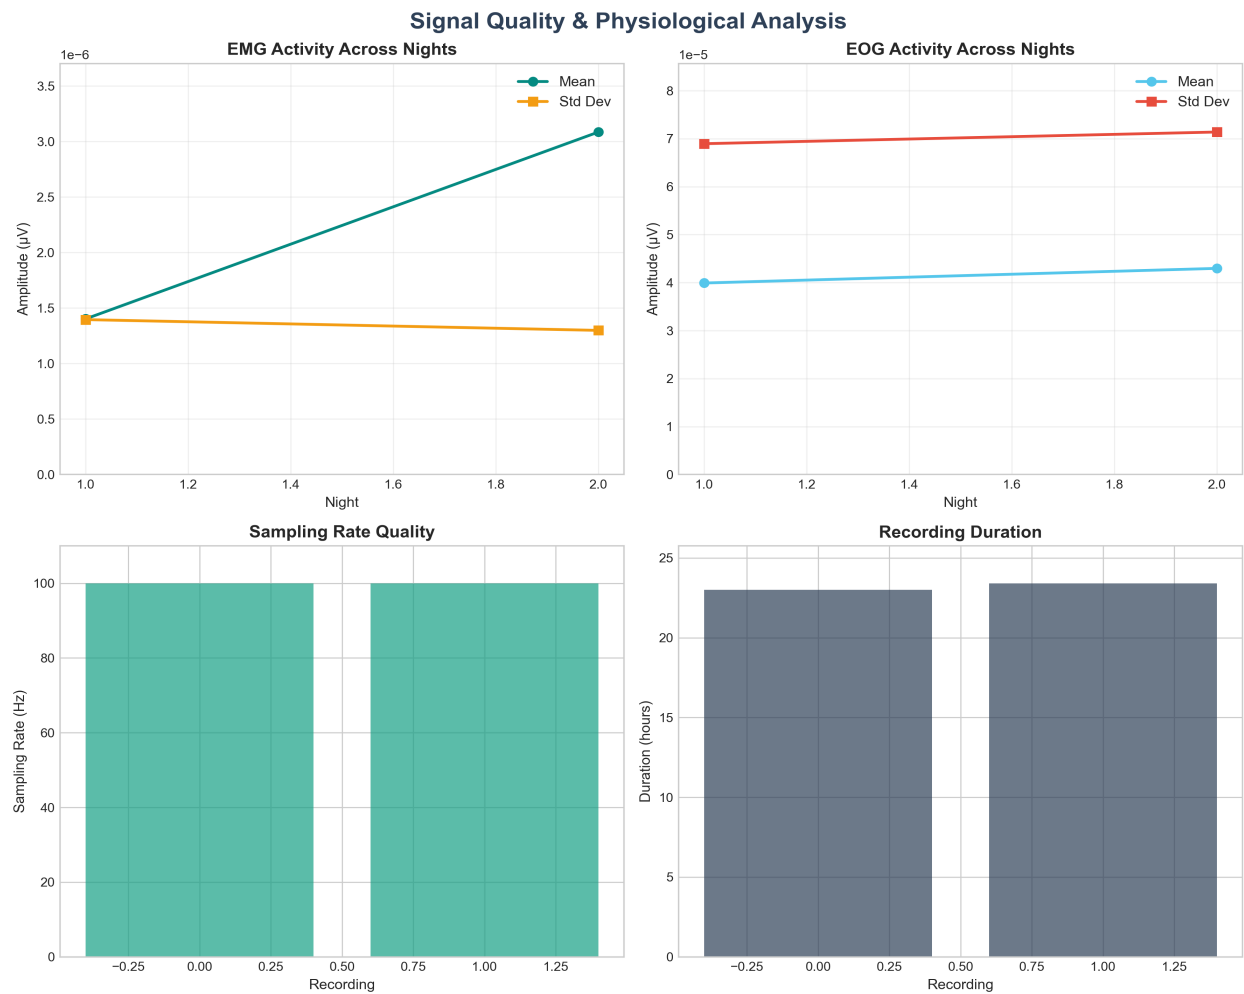 Signal Quality & Physiological Analysis
EMG Activity Across Nights
1e−6
Mean
Std Dev
3.5
3.0
2.5
2.0
1.5
1.0
0.5
0.0
Amplitude (µV)
1.0 1.2 1.4 1.6 1.8 2.0
Night
EOG Activity Across Nights
1e−5
Mean
Std Dev
8
7
6
5
4
3
2
1
0
Amplitude (µV)
1.0 1.2 1.4 1.6 1.8 2.0
Night
Sampling Rate Quality
100
80
60
40
20
0
Sampling Rate (Hz)
−0.25 0.00 0.25 0.50 0.75 1.00 1.25
Recording
Recording Duration
25
20
15
10
5
0
Duration (hours)
−0.25 0.00 0.25 0.50 0.75 1.00 1.25
Recording